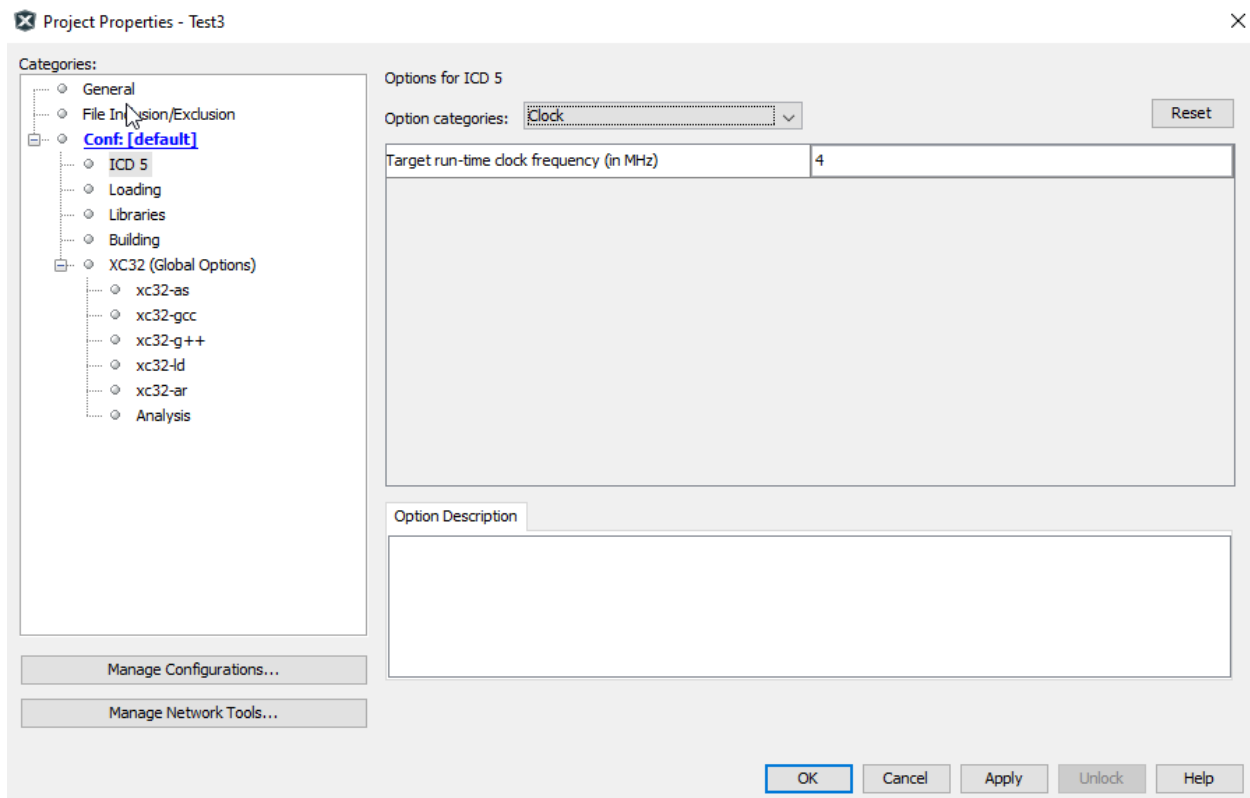 Project Properties - Test3
Categories:
General
File Inclusion/Exclusion
Conf: [default]
ICD 5
Loading
Libraries
Building
XC32 (Global Options)
xc32-as
xc32-gcc
xc32-g++
xc32-ld
xc32-ar
Analysis
Manage Configurations...
Manage Network Tools...
Options for ICD 5
Option categories: Clock
Reset
Target run-time clock frequency (in MHz) 4
Option Description
OK Cancel Apply Unlock Help